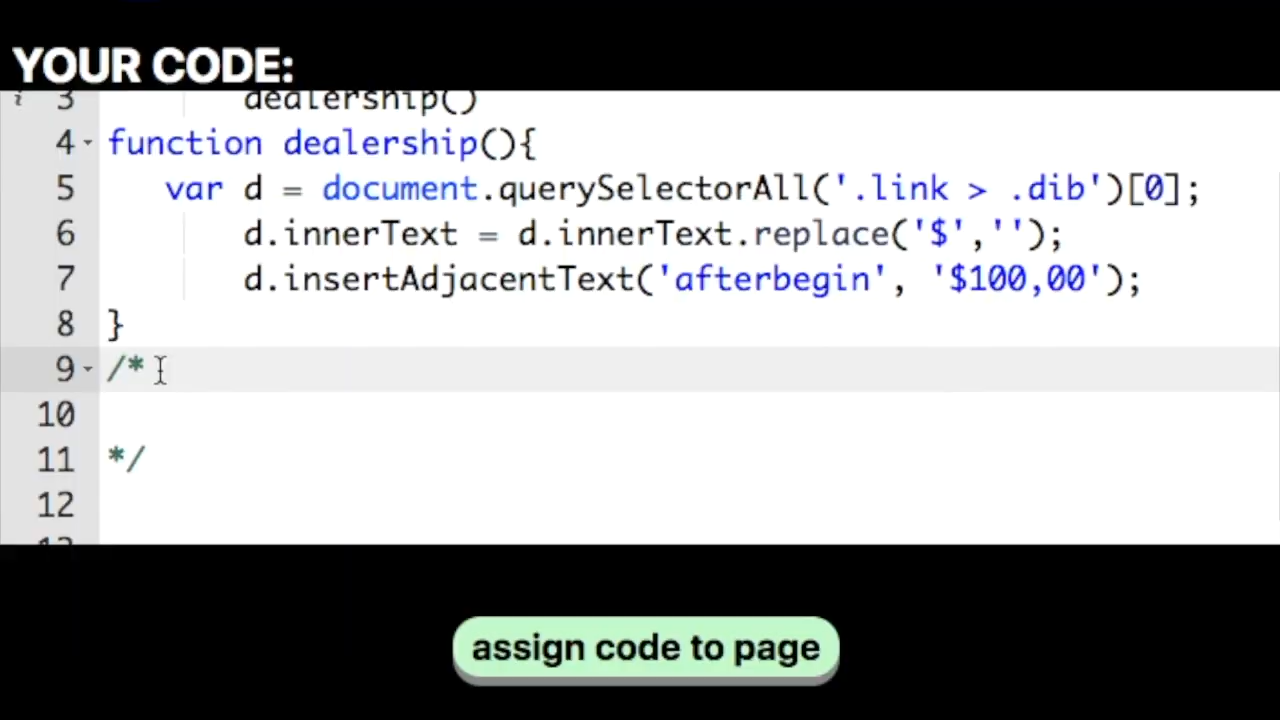 YOUR CODE:
i 3 dealership()
4 function dealership(){
5 var d = document.querySelectorAll('.link > .dib')[0];
6 d.innerText = d.innerText.replace('$','');
7 d.insertAdjacentText('afterbegin', '$100,00');
8 }
9 /*
10
11 */
12
13
assign code to page